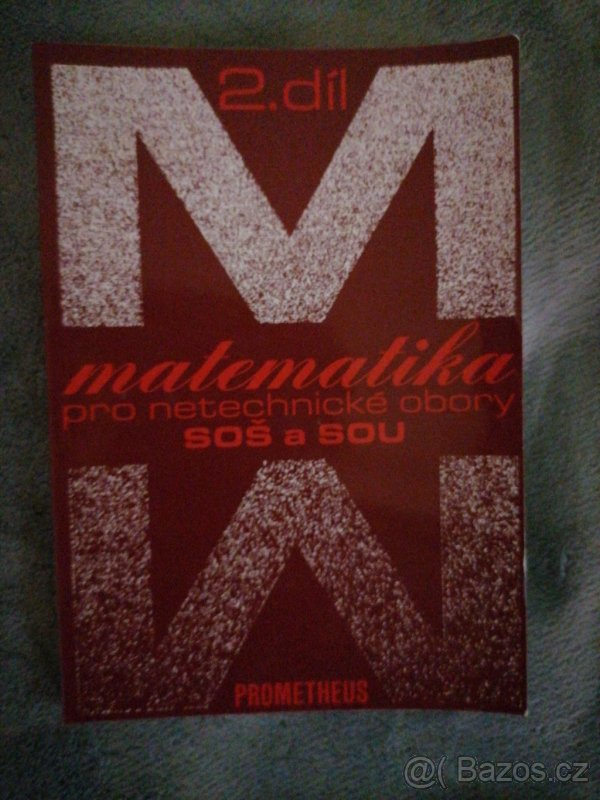 2.díl
matematika
pro netechnické obory
SOŠ a SOU
PROMETHEUS
@( Bazos.cz